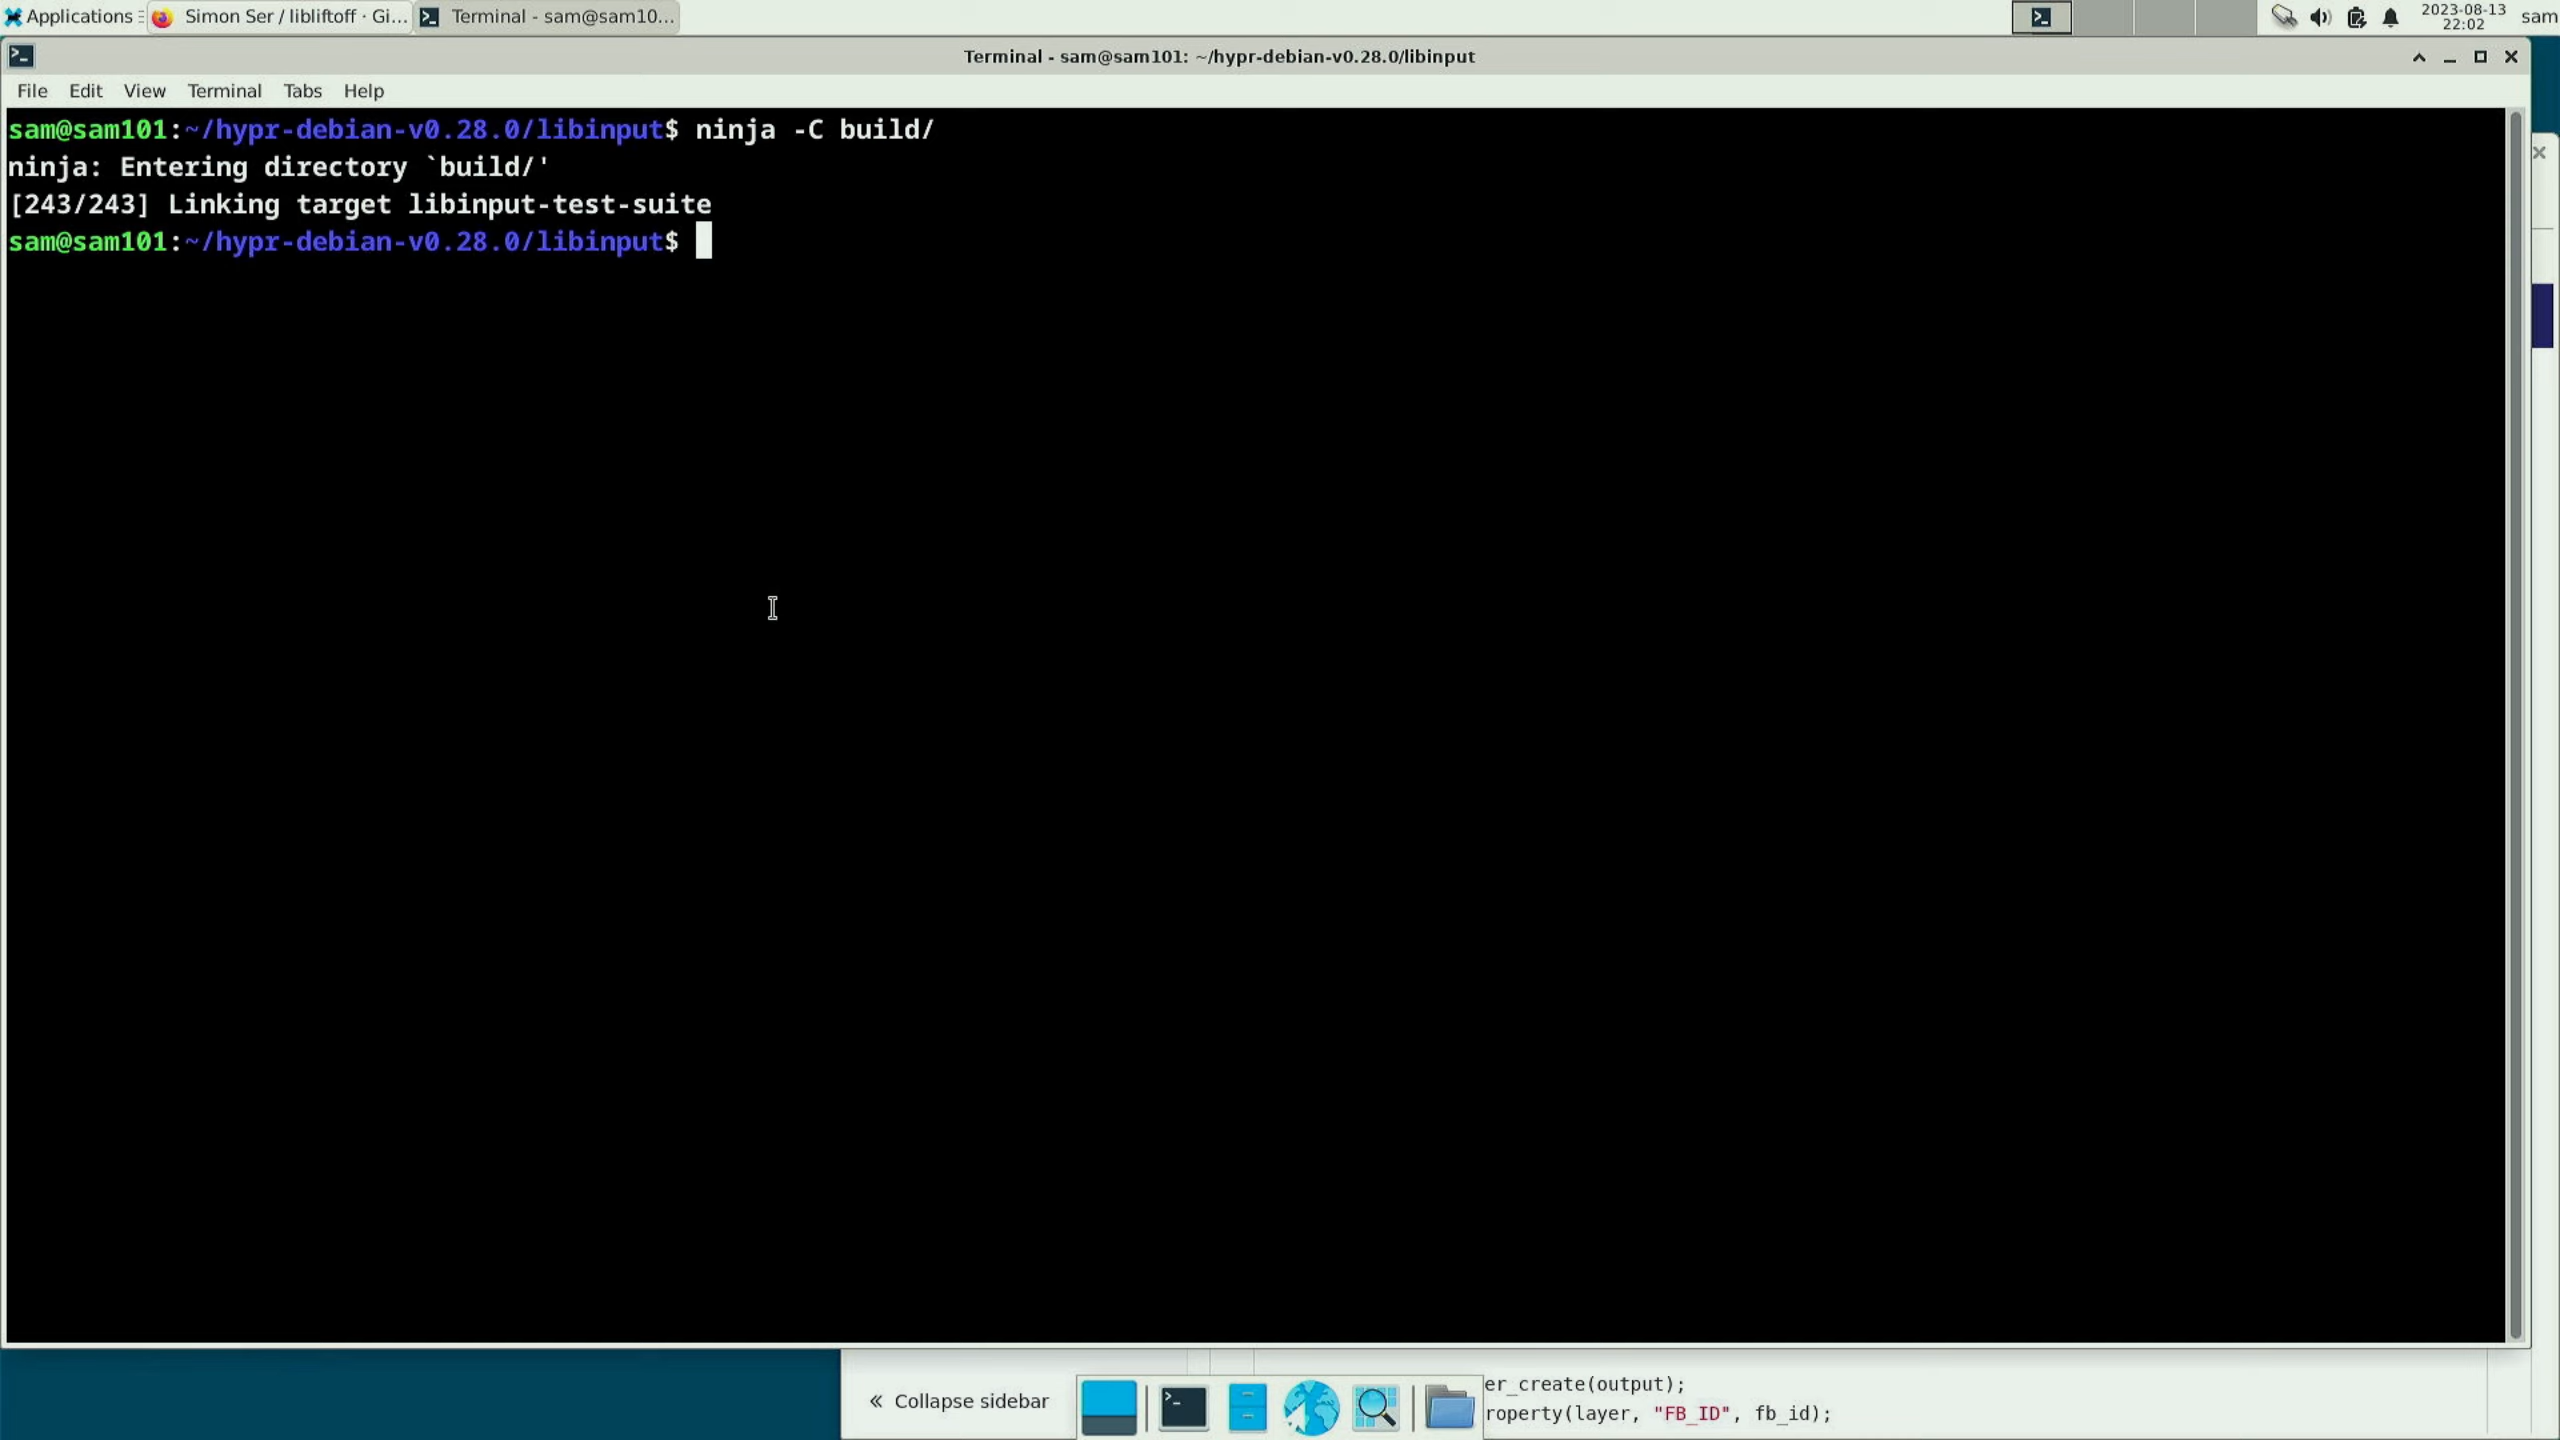 Applications
Simon Ser / libliftoff · Gi...
Terminal - sam@sam10...
2023-08-13
22:02
sam
Terminal - sam@sam101: ~/hypr-debian-v0.28.0/libinput
File Edit View Terminal Tabs Help
sam@sam101:~/hypr-debian-v0.28.0/libinput$ ninja -C build/
ninja: Entering directory `build/'
[243/243] Linking target libinput-test-suite
sam@sam101:~/hypr-debian-v0.28.0/libinput$
« Collapse sidebar
er_create(output);
roperty(layer, "FB_ID", fb_id);